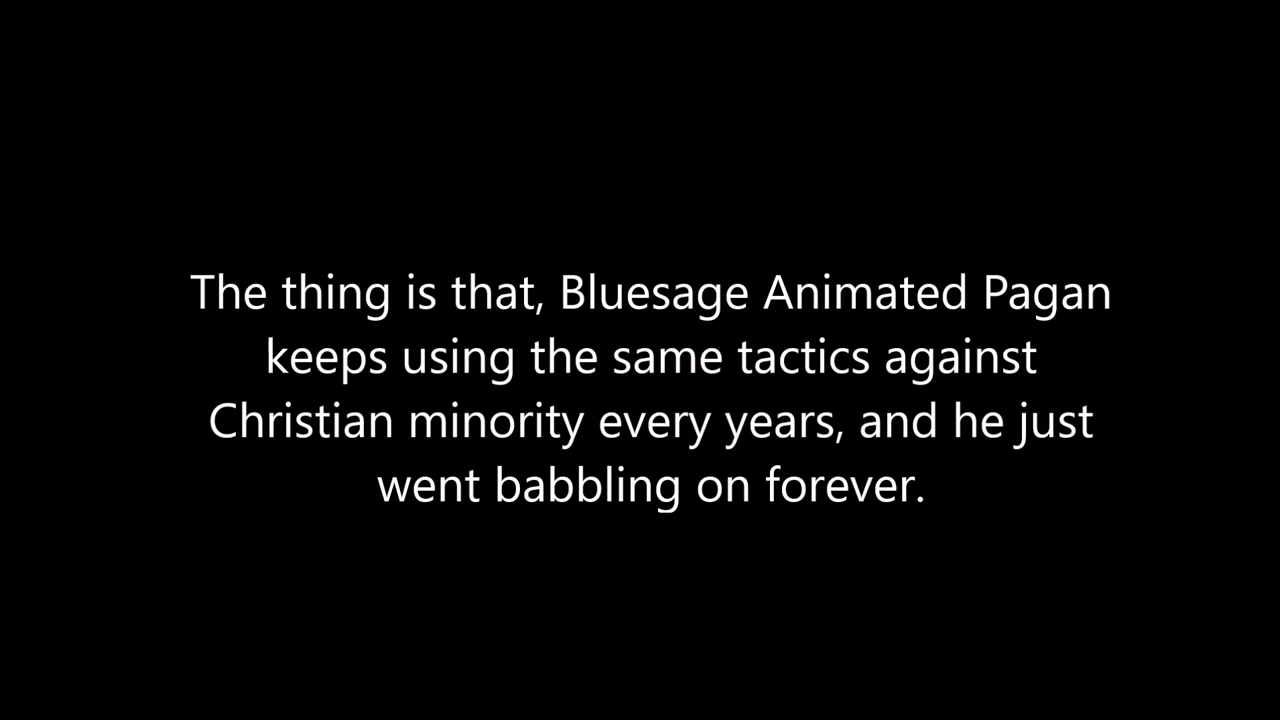 The thing is that, Bluesage Animated Pagan
keeps using the same tactics against
Christian minority every years, and he just
went babbling on forever.